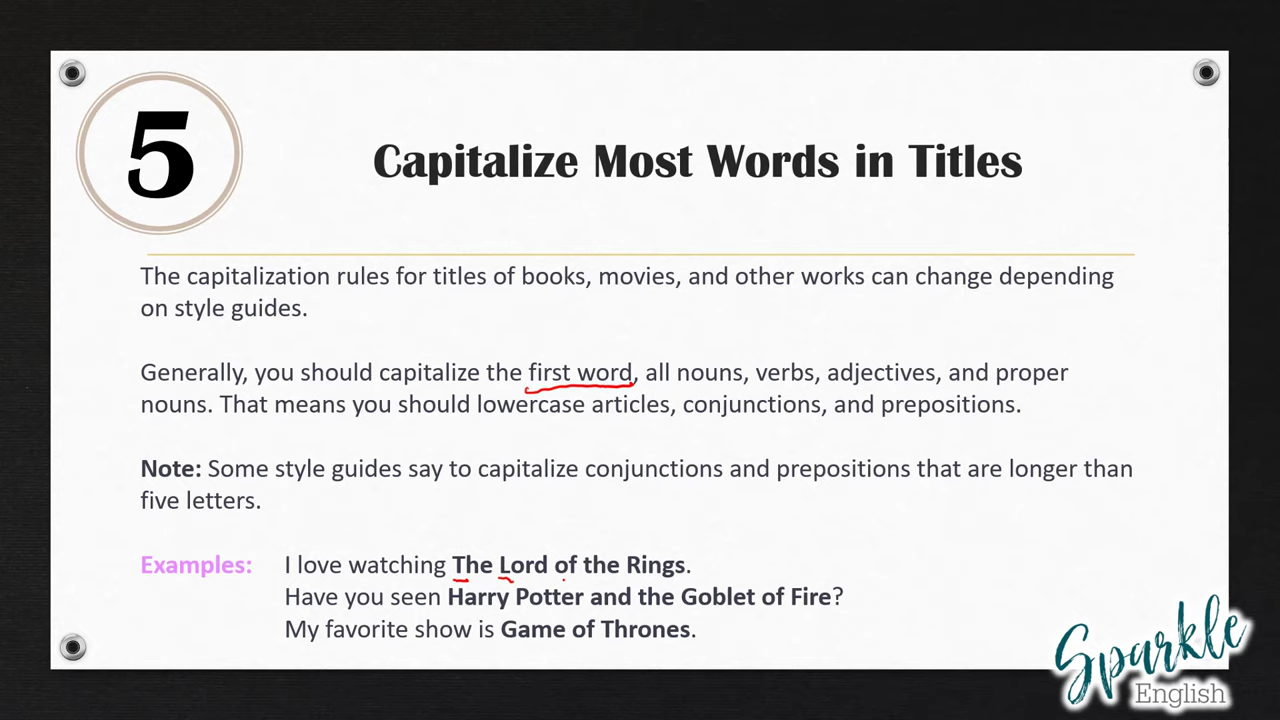 5
Capitalize Most Words in Titles
The capitalization rules for titles of books, movies, and other works can change depending
on style guides.
Generally, you should capitalize the first word, all nouns, verbs, adjectives, and proper
nouns. That means you should lowercase articles, conjunctions, and prepositions.
Note: Some style guides say to capitalize conjunctions and prepositions that are longer than
five letters.
Examples: I love watching The Lord of the Rings.
Have you seen Harry Potter and the Goblet of Fire?
My favorite show is Game of Thrones.
Sparkle
English